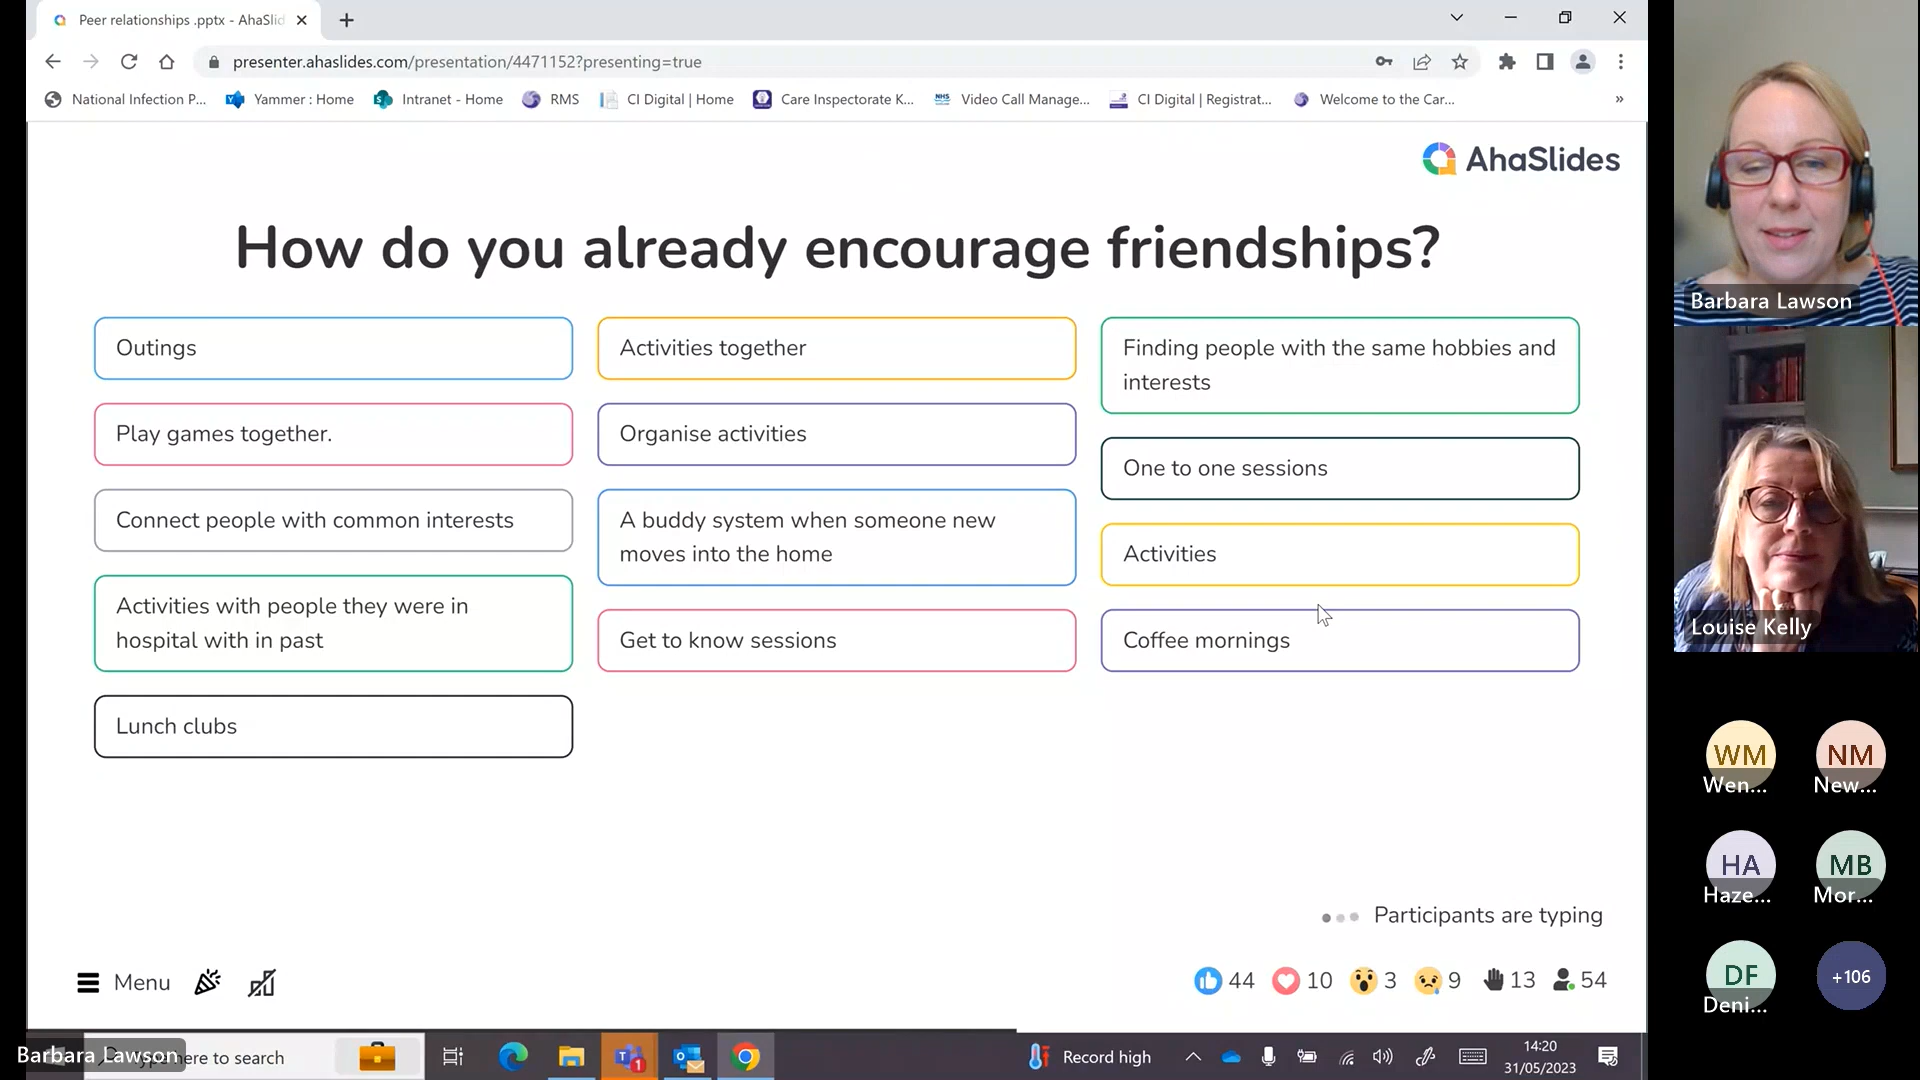 Peer relationships .pptx - AhaSlid
presenter.ahaslides.com/presentation/4471152?presenting=true
National Infection P...
Yammer : Home
Intranet - Home
RMS
CI Digital | Home
Care Inspectorate K...
NHS
Video Call Manage...
CI Digital | Registrat...
Welcome to the Car...
»
AhaSlides
How do you already encourage friendships?
Outings
Play games together.
Connect people with common interests
Activities with people they were in
hospital with in past
Lunch clubs
Activities together
Organise activities
A buddy system when someone new
moves into the home
Get to know sessions
Finding people with the same hobbies and
interests
One to one sessions
Activities
Coffee mornings
Participants are typing
Menu
44
10
3
9
13
54
Barbara Lawson
Louise Kelly
WM
Wen...
NM
New...
HA
Haze...
MB
Mor...
DF
Deni...
+106
Barbara Lawson
here to search
1
Record high
14:20
31/05/2023